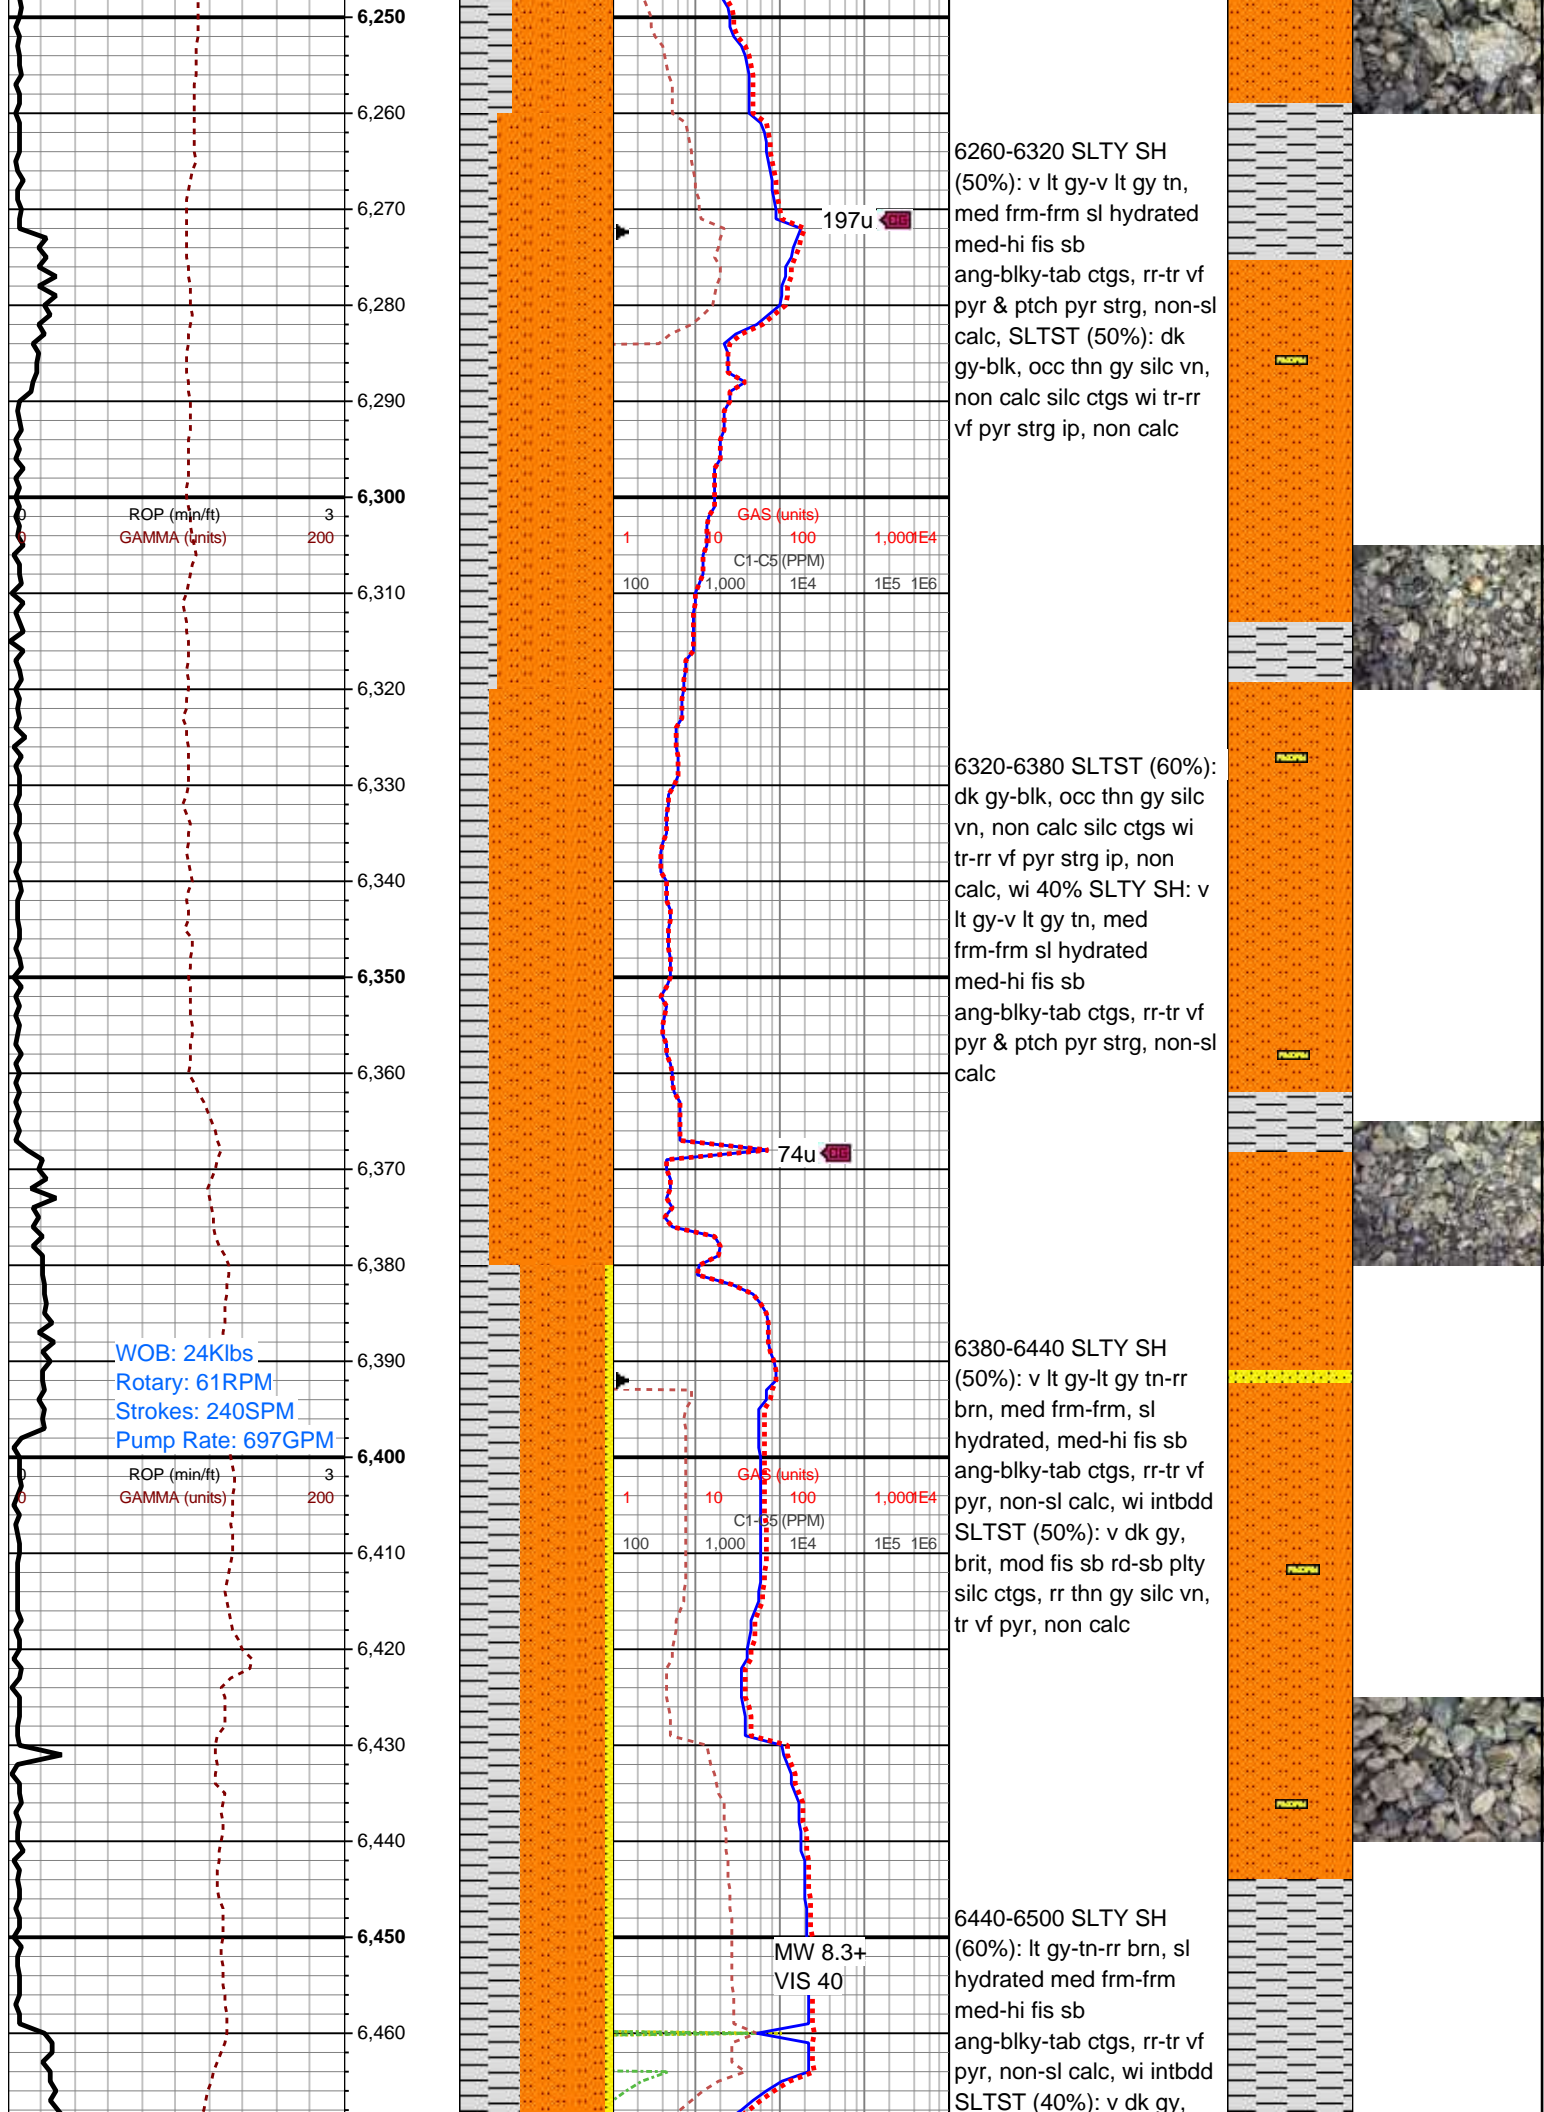 6,250
6,260
6260-6320 SLTY SH
(50%): v lt gy-v lt gy tn,
med frm-frm sl hydrated
med-hi fis sb
ang-blky-tab ctgs, rr-tr vf
pyr & ptch pyr strg, non-sl
calc, SLTST (50%): dk
gy-blk, occ thn gy silc vn,
non calc silc ctgs wi tr-rr
vf pyr strg ip, non calc
6,270
197u
6,280
6,290
6,300
0 ROP (min/ft) 3
0 GAMMA (units) 200
GAS (units)
1 10 100 1,000 1E4
C1-C5 (PPM)
100 1,000 1E4 1E5 1E6
6,310
6,320
6320-6380 SLTST (60%):
dk gy-blk, occ thn gy silc
vn, non calc silc ctgs wi
tr-rr vf pyr strg ip, non
calc, wi 40% SLTY SH: v
lt gy-v lt gy tn, med
frm-frm sl hydrated
med-hi fis sb
ang-blky-tab ctgs, rr-tr vf
pyr & ptch pyr strg, non-sl
calc
6,330
6,340
6,350
6,360
74u
6,370
6,380
6380-6440 SLTY SH
(50%): v lt gy-lt gy tn-rr
brn, med frm-frm, sl
hydrated, med-hi fis sb
ang-blky-tab ctgs, rr-tr vf
pyr, non-sl calc, wi intbdd
SLTST (50%): v dk gy,
brit, mod fis sb rd-sb plty
silc ctgs, rr thn gy silc vn,
tr vf pyr, non calc
WOB: 24Klbs
Rotary: 61RPM
Strokes: 240SPM
Pump Rate: 697GPM
6,390
6,400
0 ROP (min/ft) 3
0 GAMMA (units) 200
GAS (units)
1 10 100 1,000 1E4
C1-C5 (PPM)
100 1,000 1E4 1E5 1E6
6,410
6,420
6,430
6,440
6440-6500 SLTY SH
(60%): lt gy-tn-rr brn, sl
hydrated med frm-frm
med-hi fis sb
ang-blky-tab ctgs, rr-tr vf
pyr, non-sl calc, wi intbdd
SLTST (40%): v dk gy,
6,450
MW 8.3+
VIS 40
6,460